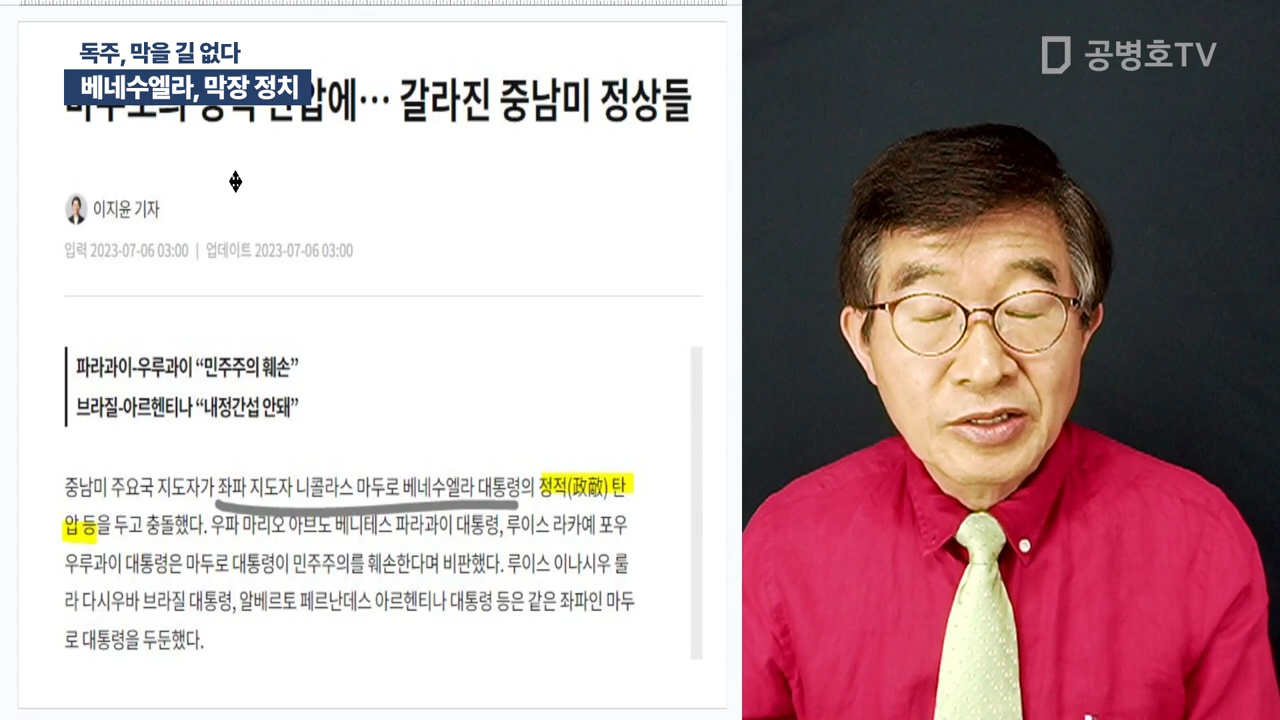 독주, 막을 길 없다
베네수엘라, 막장 정치
공병호TV
갈라진 중남미 정상들
이지윤 기자
입력 2023-07-06 03:00 | 업데이트 2023-07-06 03:00
파라과이-우루과이 “민주주의 훼손”
브라질-아르헨티나 “내정간섭 안돼”
중남미 주요국 지도자가 좌파 지도자 니콜라스 마두로 베네수엘라 대통령의 정적(政敵) 탄
압 등을 두고 충돌했다. 우파 마리오 아브도 베니테스 파라과이 대통령, 루이스 라카예 포우
우루과이 대통령은 마두로 대통령이 민주주의를 훼손한다며 비판했다. 루이스 이나시우 룰
라 다시우바 브라질 대통령, 알베르토 페르난데스 아르헨티나 대통령 등은 같은 좌파인 마두
로 대통령을 두둔했다.